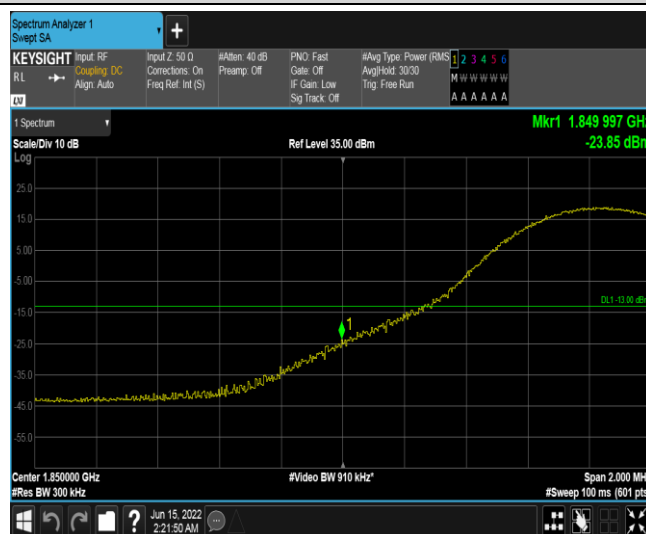 Spectrum Analyzer 1
Swept SA
+
KEYSIGHT Input: RF Input Z: 50 Ω #Atten: 40 dB PNO: Fast #Avg Type: Power (RMS 1 2 3 4 5 6
RL Coupling: DC Corrections: On Preamp: Off Gate: Off Avg|Hold: 30/30 M W W W W W
Align: Auto Freq Ref: Int (S) IF Gain: Low Trig: Free Run
Sig Track: Off A A A A A A
LXI
1 Spectrum Mkr1 1.849 997 GHz
Scale/Div 10 dB Ref Level 35.00 dBm -23.85 dBm
Log
25.0
15.0
5.00
-5.00
DL1 -13.00 dBm
-15.0
1
-25.0
-35.0
-45.0
-55.0
Center 1.850000 GHz #Video BW 910 kHz* Span 2.000 MH
#Res BW 300 kHz #Sweep 100 ms (601 pts
? Jun 15, 2022
2:21:50 AM